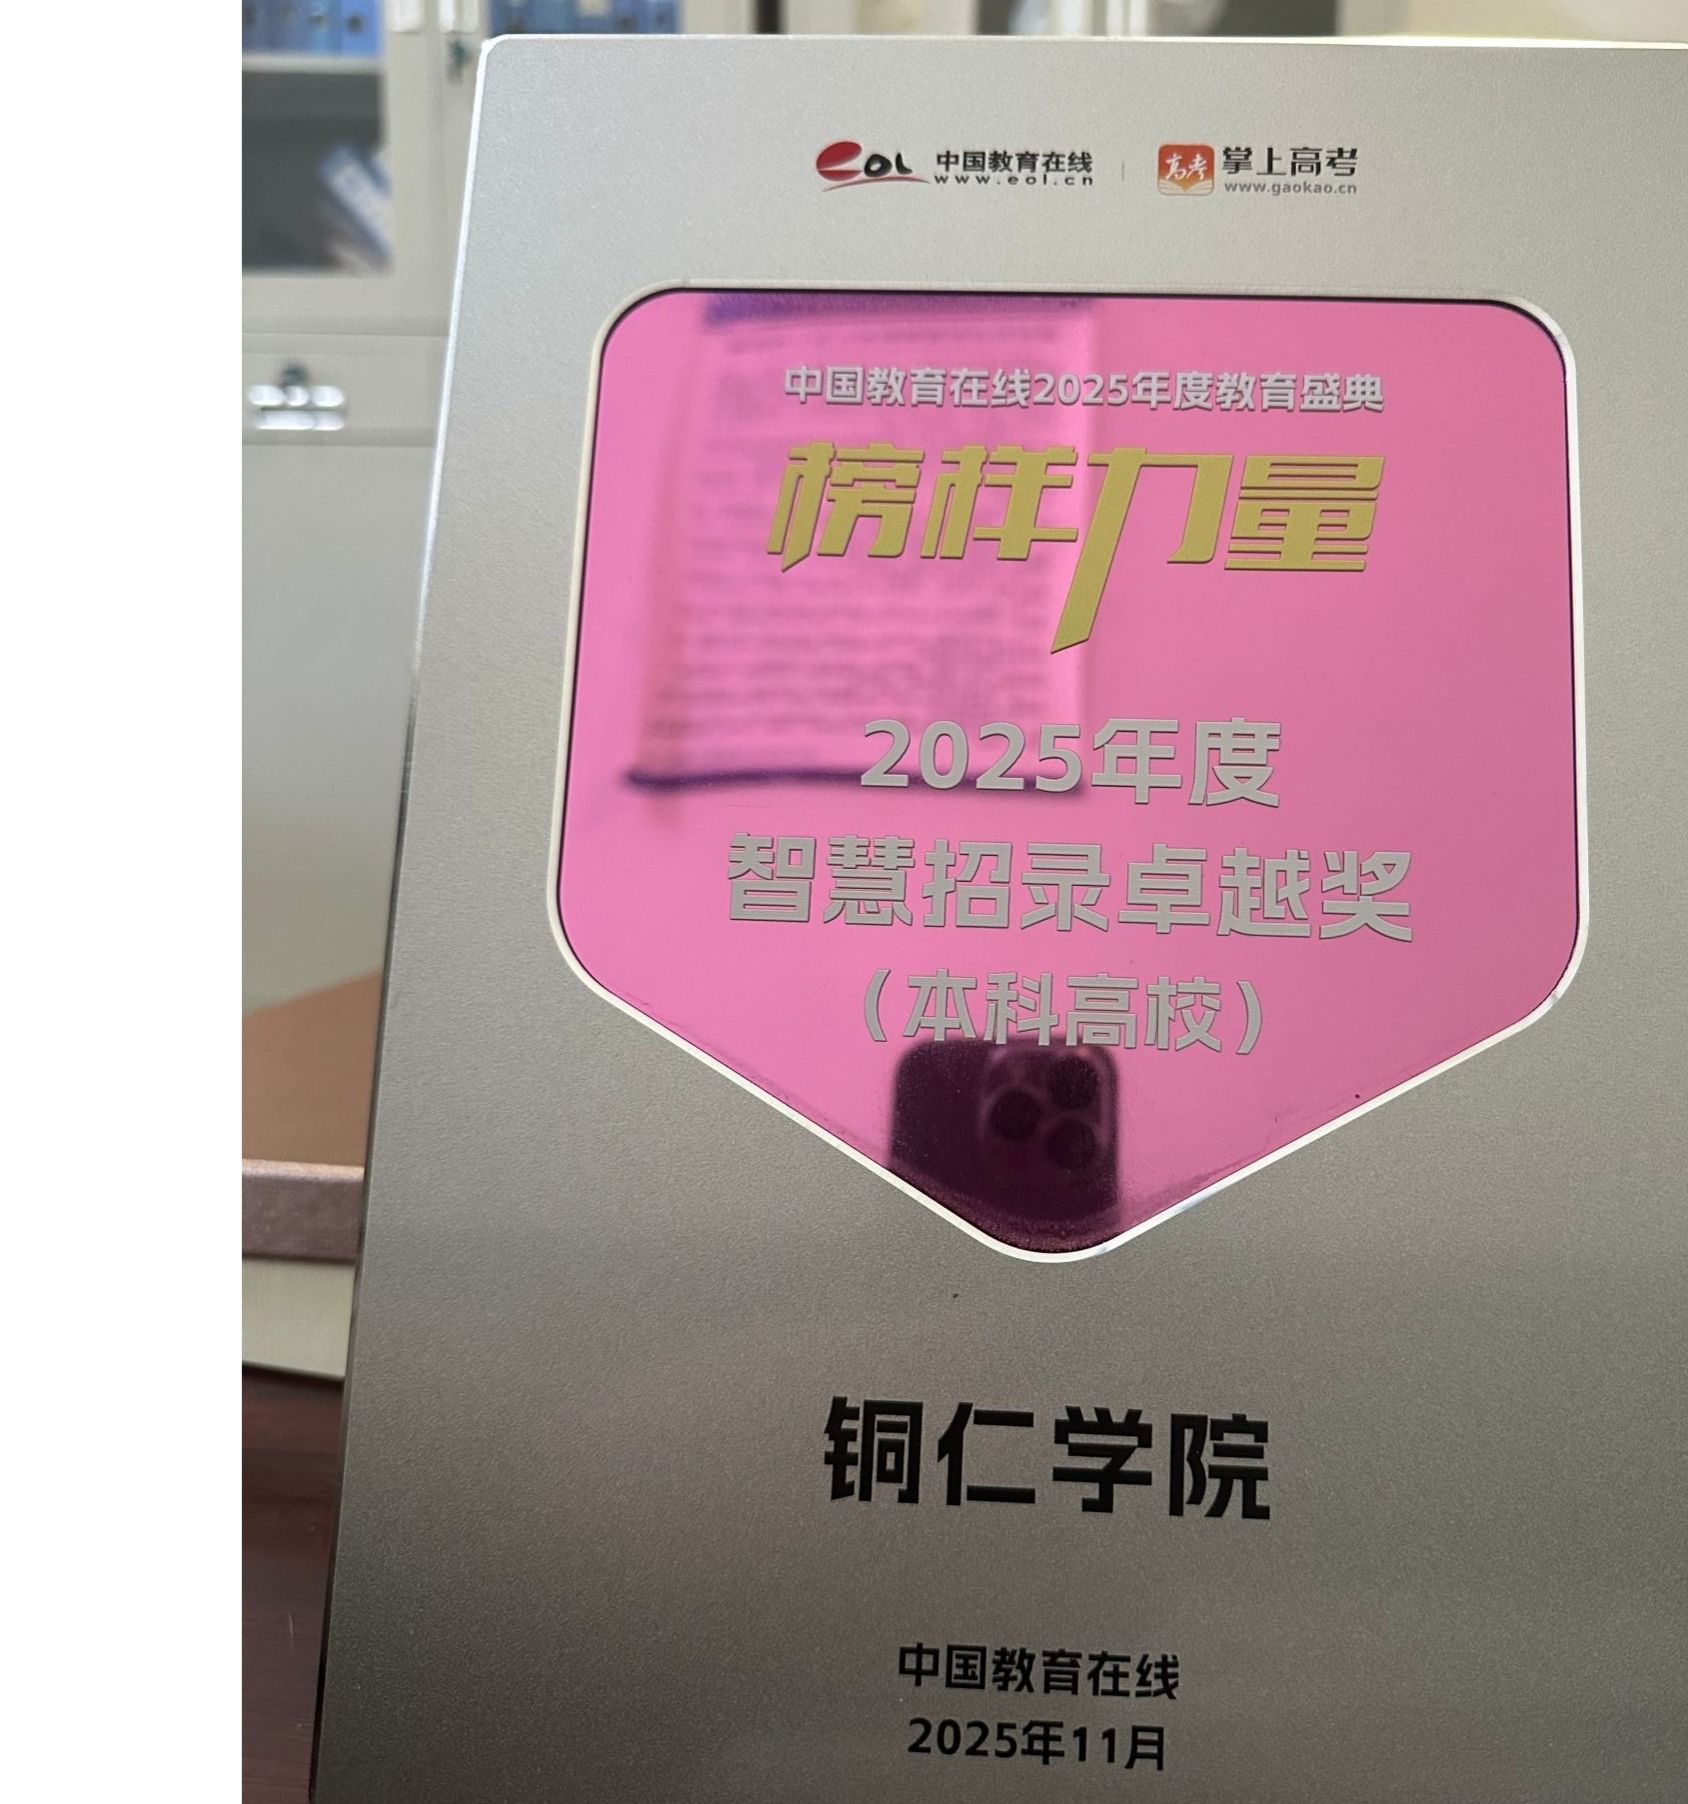 EOL 中国教育在线 高考 掌上高考
www.eol.cn www.gaokao.cn
中国教育在线2025年度教育盛典
榜样力量
2025年度
智慧招录卓越奖
（本科高校）
铜仁学院
中国教育在线
2025年11月